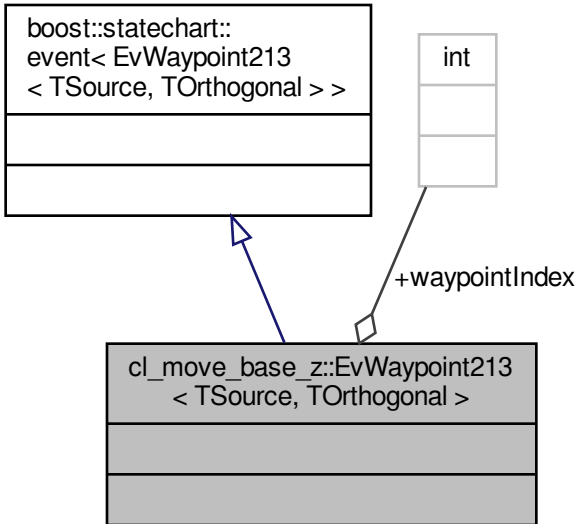 boost::statechart::
event< EvWaypoint213
< TSource, TOrthogonal > >
int
+waypointIndex
cl_move_base_z::EvWaypoint213
< TSource, TOrthogonal >